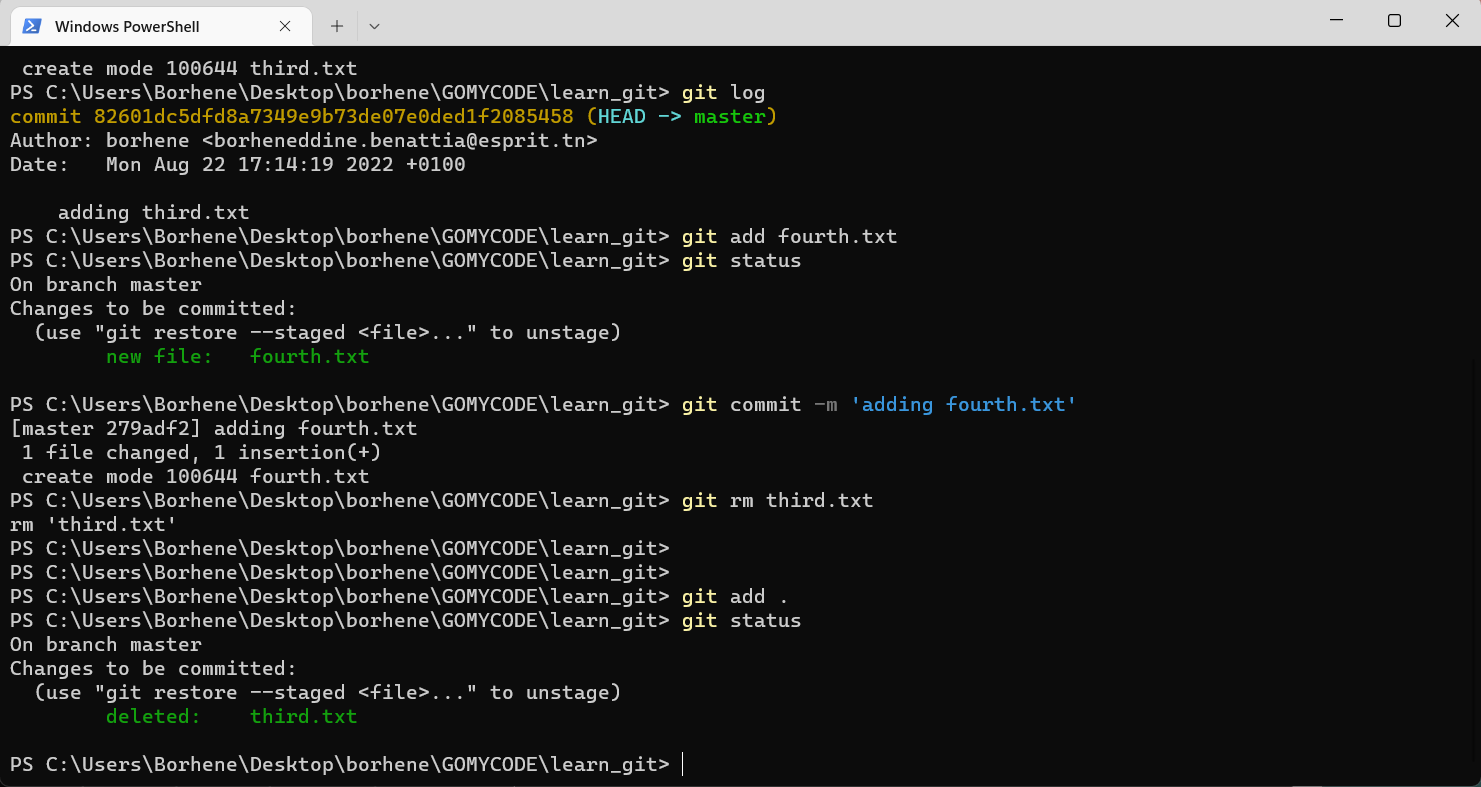 Windows PowerShell
 create mode 100644 third.txt
PS C:\Users\Borhene\Desktop\borhene\GOMYCODE\learn_git> git log
commit 82601dc5dfd8a7349e9b73de07e0ded1f2085458 (HEAD -> master)
Author: borhene <borheneddine.benattia@esprit.tn>
Date:   Mon Aug 22 17:14:19 2022 +0100

    adding third.txt
PS C:\Users\Borhene\Desktop\borhene\GOMYCODE\learn_git> git add fourth.txt
PS C:\Users\Borhene\Desktop\borhene\GOMYCODE\learn_git> git status
On branch master
Changes to be committed:
  (use "git restore --staged <file>..." to unstage)
        new file:   fourth.txt

PS C:\Users\Borhene\Desktop\borhene\GOMYCODE\learn_git> git commit -m 'adding fourth.txt'
[master 279adf2] adding fourth.txt
 1 file changed, 1 insertion(+)
 create mode 100644 fourth.txt
PS C:\Users\Borhene\Desktop\borhene\GOMYCODE\learn_git> git rm third.txt
rm 'third.txt'
PS C:\Users\Borhene\Desktop\borhene\GOMYCODE\learn_git>
PS C:\Users\Borhene\Desktop\borhene\GOMYCODE\learn_git>
PS C:\Users\Borhene\Desktop\borhene\GOMYCODE\learn_git> git add .
PS C:\Users\Borhene\Desktop\borhene\GOMYCODE\learn_git> git status
On branch master
Changes to be committed:
  (use "git restore --staged <file>..." to unstage)
        deleted:    third.txt

PS C:\Users\Borhene\Desktop\borhene\GOMYCODE\learn_git>